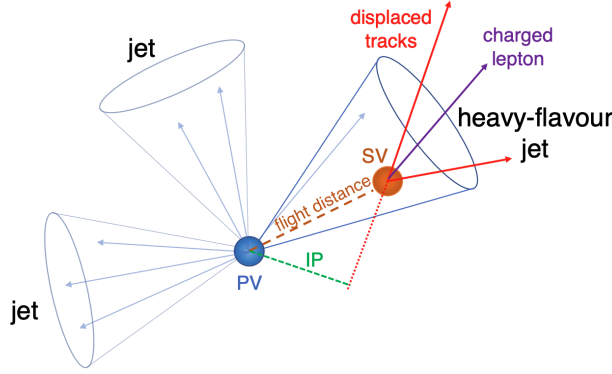 displaced
tracks
charged
lepton
jet
heavy-flavour
jet
SV
flight distance
IP
PV
jet